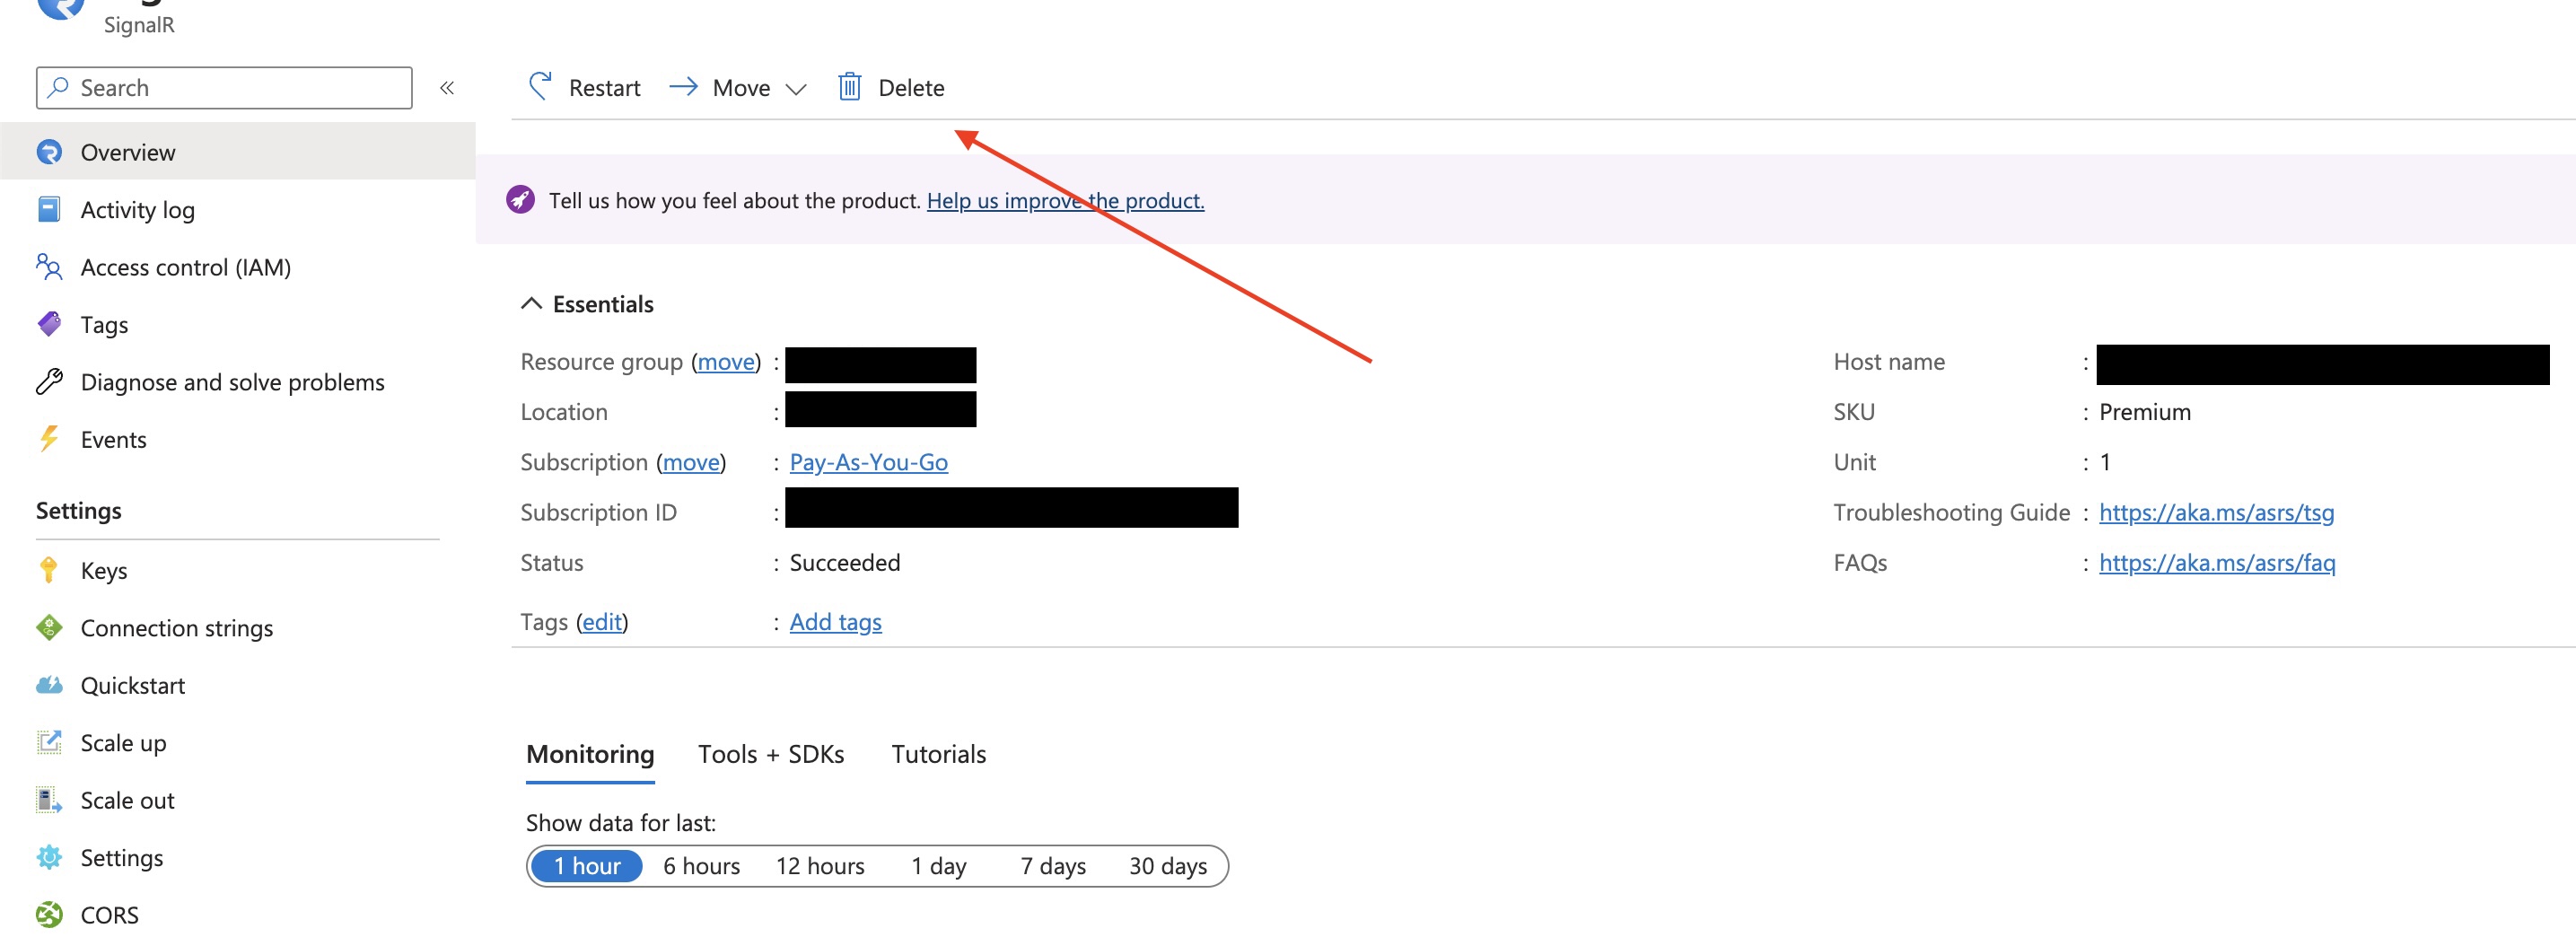 SignalR
Search «
Restart Move Delete
Overview
Activity log
Access control (IAM)
Tags
Diagnose and solve problems
Events
Settings
Keys
Connection strings
Quickstart
Scale up
Scale out
Settings
CORS
Tell us how you feel about the product. Help us improve the product.
Essentials
Resource group (move) :
Location :
Subscription (move) : Pay-As-You-Go
Subscription ID :
Status : Succeeded
Tags (edit) : Add tags
Host name :
SKU : Premium
Unit : 1
Troubleshooting Guide : https://aka.ms/asrs/tsg
FAQs : https://aka.ms/asrs/faq
Monitoring Tools + SDKs Tutorials
Show data for last:
1 hour 6 hours 12 hours 1 day 7 days 30 days